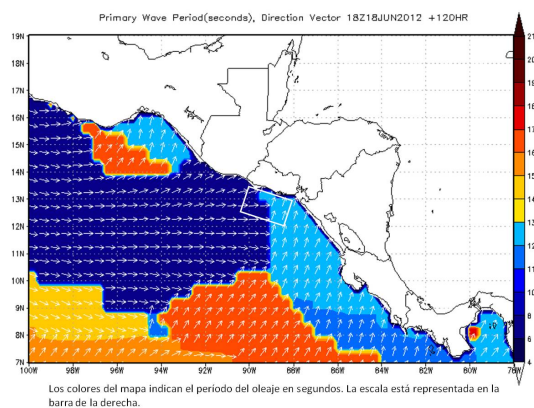 Primary Wave Period(seconds), Direction Vector 18Z18JUN2012 +120HR
19N
18N
17N
16N
15N
14N
13N
12N
11N
10N
9N
8N
7N
100W 98W 96W 94W 92W 90W 88W 86W 84W 82W 80W 78W 76W
21
20
19
18
17
16
15
14
13
12
11
10
9
8
6
4
Los colores del mapa indican el período del oleaje en segundos. La escala está representada en la
barra de la derecha.